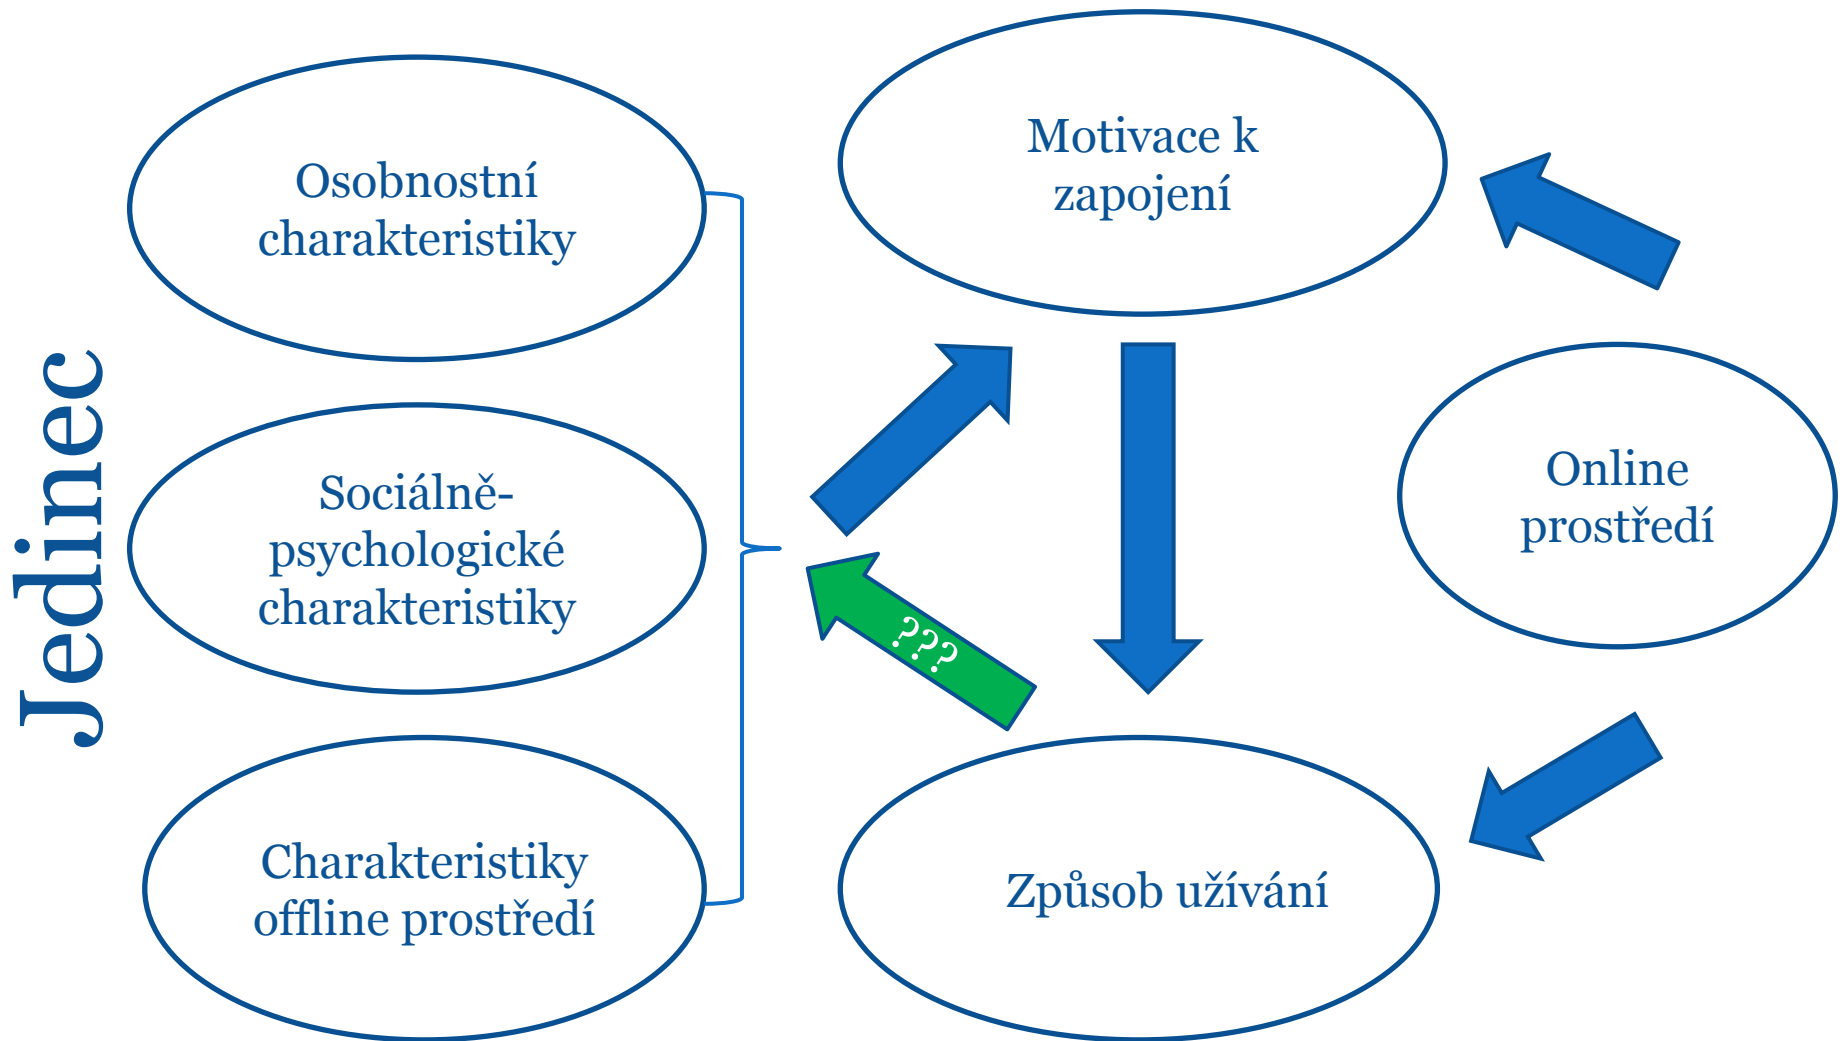 Jedinec
Osobnostní
charakteristiky
Sociálně-
psychologické
charakteristiky
Charakteristiky
offline prostředí
Motivace k
zapojení
???
Způsob užívání
Online
prostředí